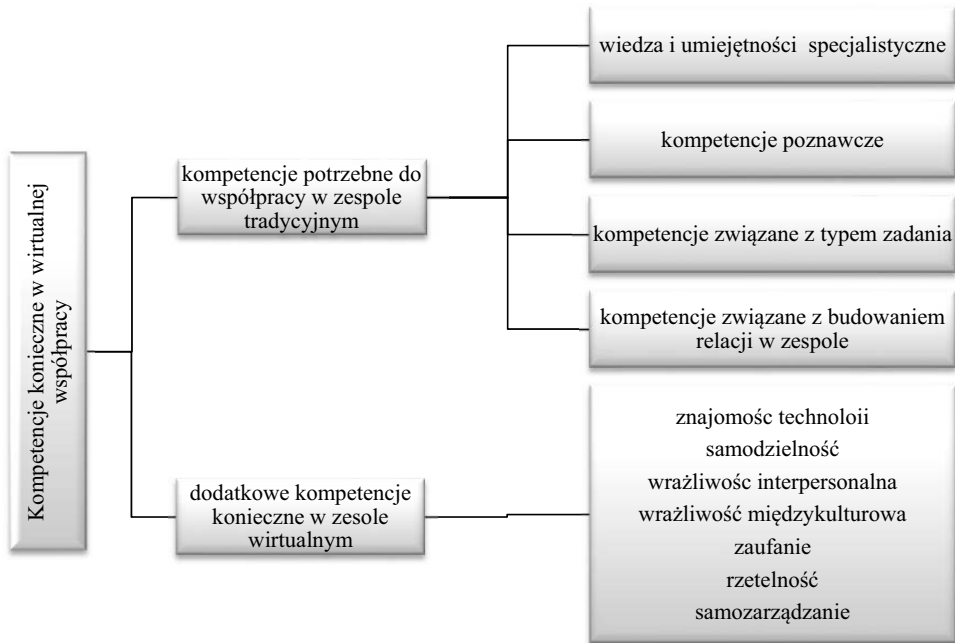 Kompetencje konieczne w wirtualnej
współpracy
kompetencje potrzebne do
współpracy w zespole
tradycyjnym
wiedza i umiejętności specjalistyczne
kompetencje poznawcze
kompetencje związane z typem zadania
kompetencje związane z budowaniem
relacji w zespole
dodatkowe kompetencje
konieczne w zesole
wirtualnym
znajomośc technoloii
samodzielność
wrażliwośc interpersonalna
wrażliwość międzykulturowa
zaufanie
rzetelność
samozarządzanie